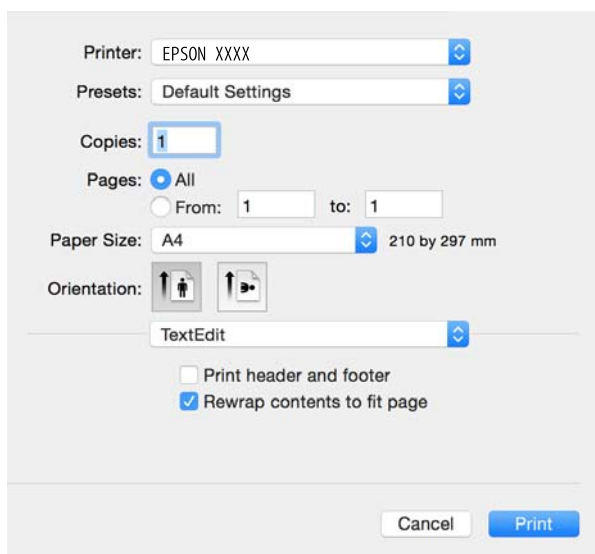 Printer: EPSON XXXX
Presets: Default Settings
Copies: 1
Pages: All
From: 1 to: 1
Paper Size: A4 210 by 297 mm
Orientation:
TextEdit
Print header and footer
Rewrap contents to fit page
Cancel Print